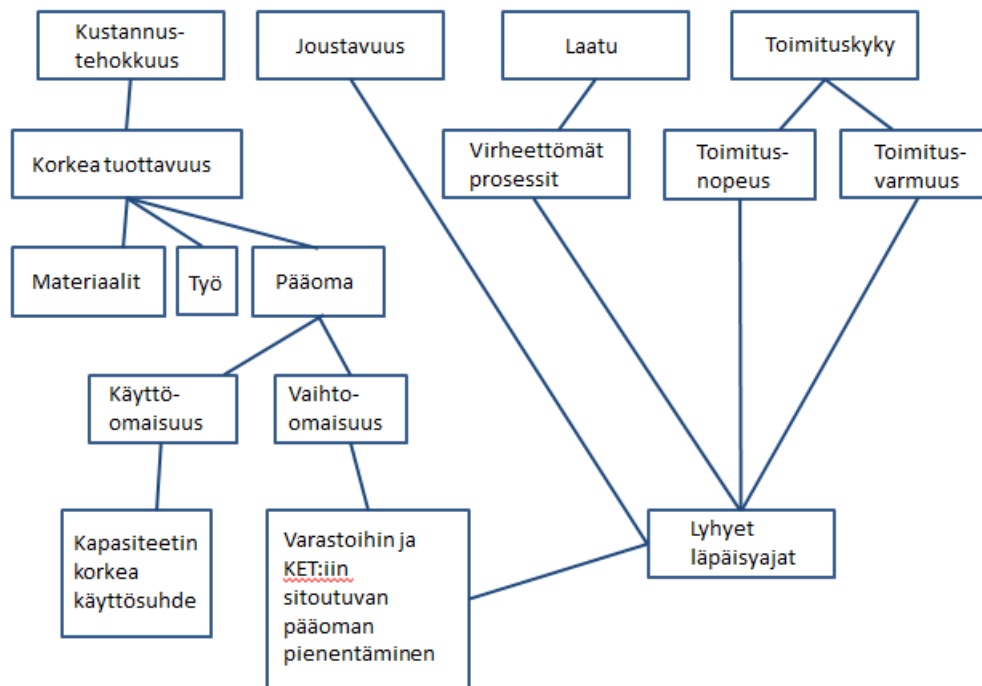 Kustannus-
tehokkuus
Joustavuus
Laatu
Toimituskyky
Korkea tuottavuus
Virheettömät
prosessit
Toimitus-
nopeus
Toimitus-
varmuus
Materiaalit
Työ
Pääoma
Käyttö-
omaisuus
Vaihto-
omaisuus
Kapasiteetin
korkea
käyttösuhde
Varastoihin ja
KET:iin
sitoutuvan
pääoman
pienentäminen
Lyhyet
läpäisyajat